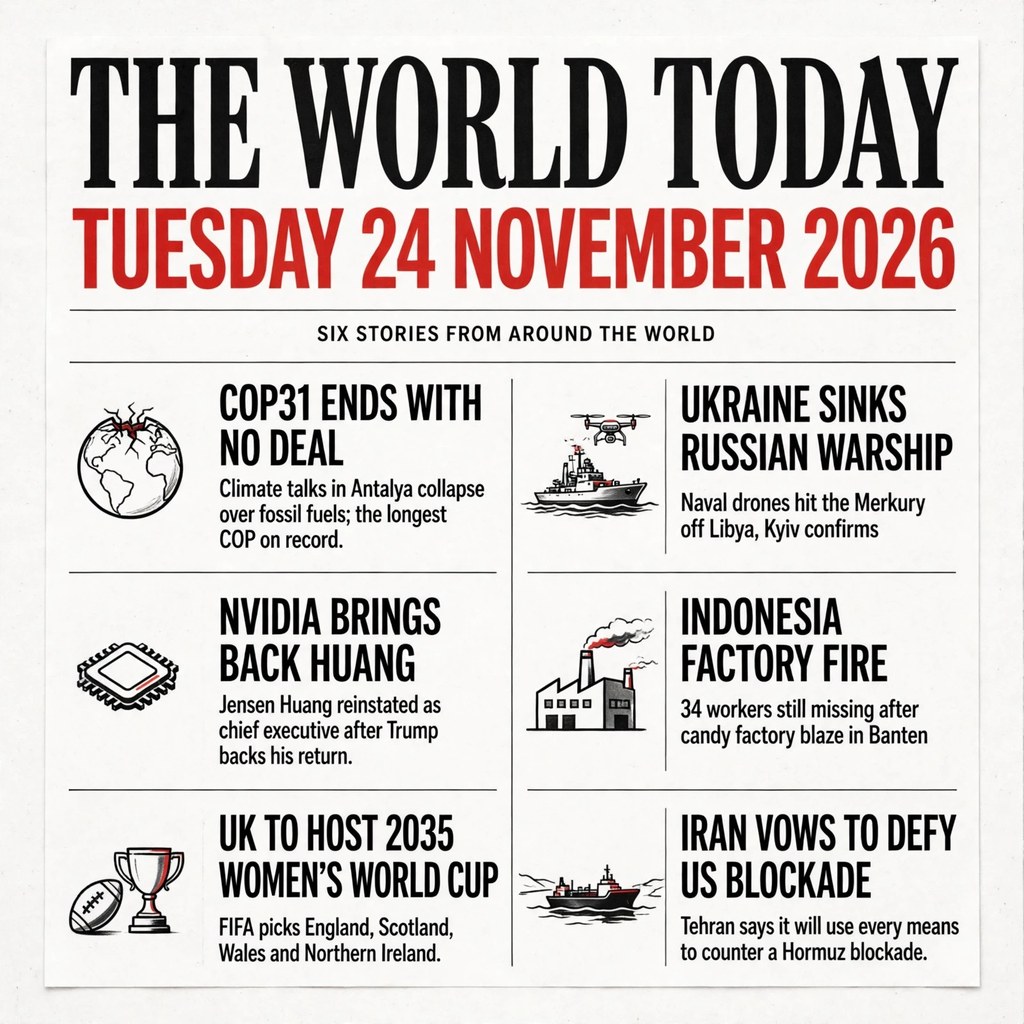 THE WORLD TODAY
TUESDAY 24 NOVEMBER 2026
SIX STORIES FROM AROUND THE WORLD
COP31 ENDS WITH
NO DEAL
Climate talks in Antalya collapse
over fossil fuels; the longest
COP on record.
UKRAINE SINKS
RUSSIAN WARSHIP
Naval drones hit the Merkury
off Libya, Kyiv confirms
NVIDIA BRINGS
BACK HUANG
Jensen Huang reinstated as
chief executive after Trump
backs his return.
INDONESIA
FACTORY FIRE
34 workers still missing after
candy factory blaze in Banten
UK TO HOST 2035
WOMEN'S WORLD CUP
FIFA picks England, Scotland,
Wales and Northern Ireland.
IRAN VOWS TO DEFY
US BLOCKADE
Tehran says it will use every means
to counter a Hormuz blockade.